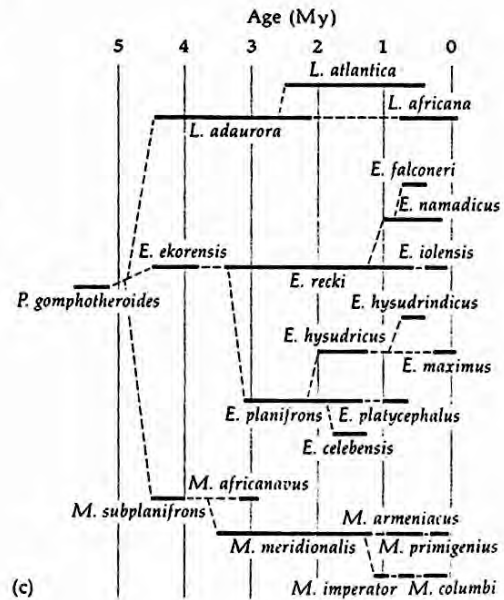 Age (My)
5 4 3 2 1 0
L. atlantica
L. africana
L. adaurora
E. falconeri
E. namadicus
E. ekorensis
E. iolensis
E. recki
P. gomphotheroides
E. hysudrindicus
E. hysudricus
E. maximus
E. planifrons
E. platycephalus
E. celebensis
M. africanavus
M. subplanifrons
M. armeniacus
M. meridionalis
M. primigenius
(c)
M. imperator
M. columbi